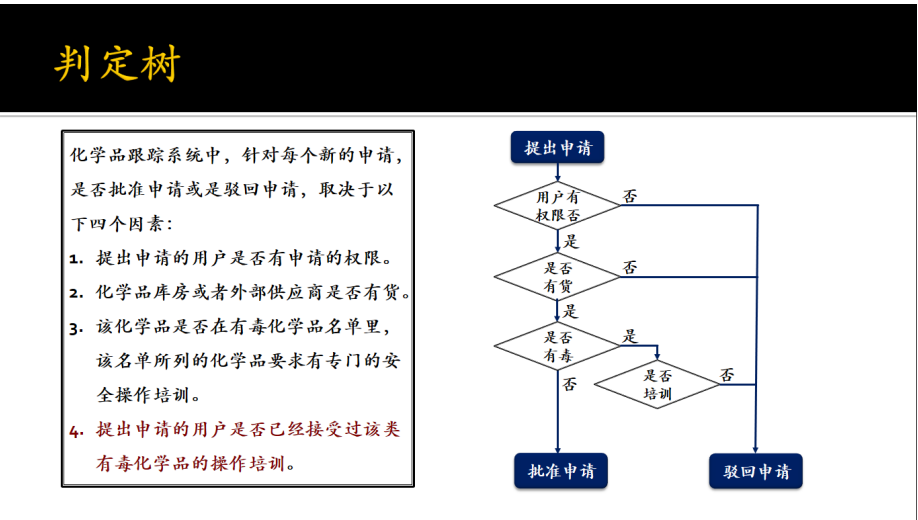 判定树
化学品跟踪系统中，针对每个新的申请，
是否批准申请或是驳回申请，取决于以
下四个因素：
1. 提出申请的用户是否有申请的权限。
2. 化学品库房或者外部供应商是否有货。
3. 该化学品是否在有毒化学品名单里，
该名单所列的化学品要求有专门的安
全操作培训。
4. 提出申请的用户是否已经接受过该类
有毒化学品的操作培训。
提出申请
用户有
权限否
否
是
是否
有货
否
是
是否
有毒
是
否
是否
培训
否
批准申请
驳回申请